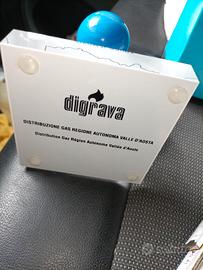 digrava
DISTRIBUZIONE GAS REGIONE AUTONOMA VALLE D'AOSTA
Distribution Gaz Région Autonome Vallée d'Aoste